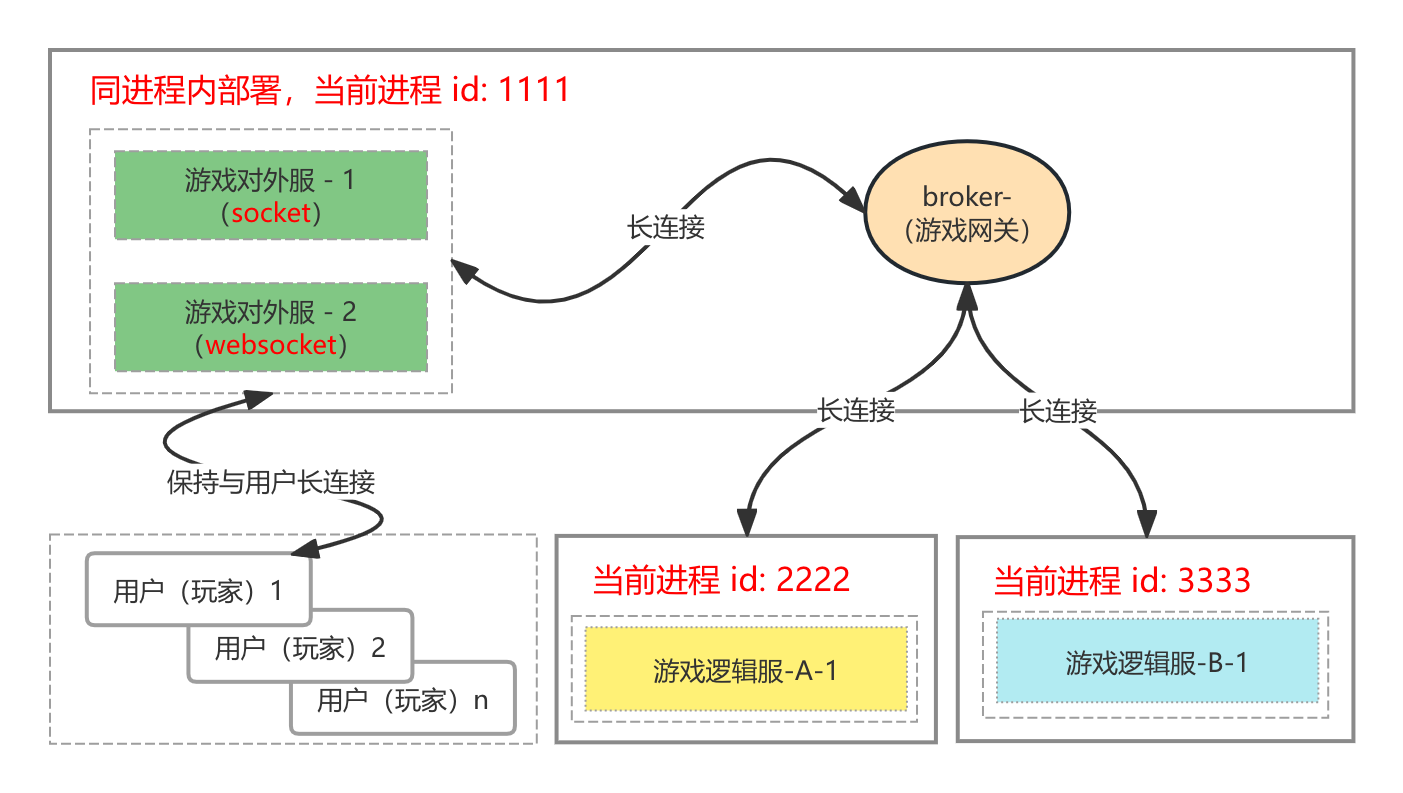 同进程内部署，当前进程 id: 1111
游戏对外服 - 1
（socket）
游戏对外服 - 2
（websocket）
长连接
broker-
（游戏网关）
长连接
长连接
保持与用户长连接
用户（玩家）1
用户（玩家）2
用户（玩家）n
当前进程 id: 2222
游戏逻辑服-A-1
当前进程 id: 3333
游戏逻辑服-B-1